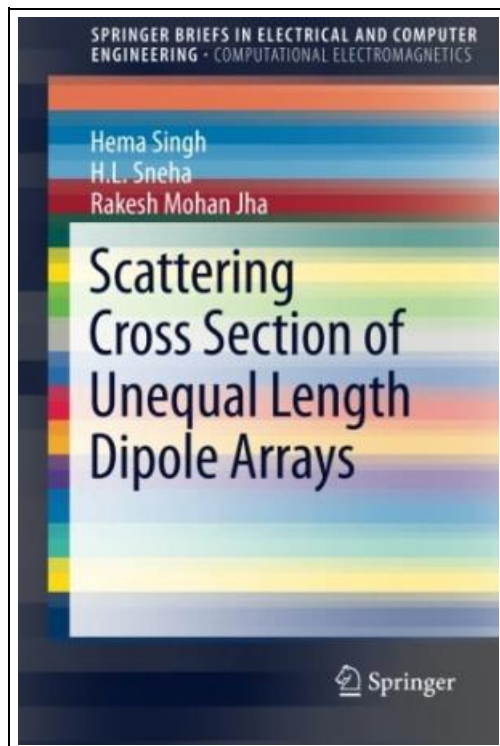 SPRINGER BRIEFS IN ELECTRICAL AND COMPUTER
ENGINEERING · COMPUTATIONAL ELECTROMAGNETICS
Hema Singh
H.L. Sneha
Rakesh Mohan Jha
Scattering
Cross Section of
Unequal Length
Dipole Arrays
Springer